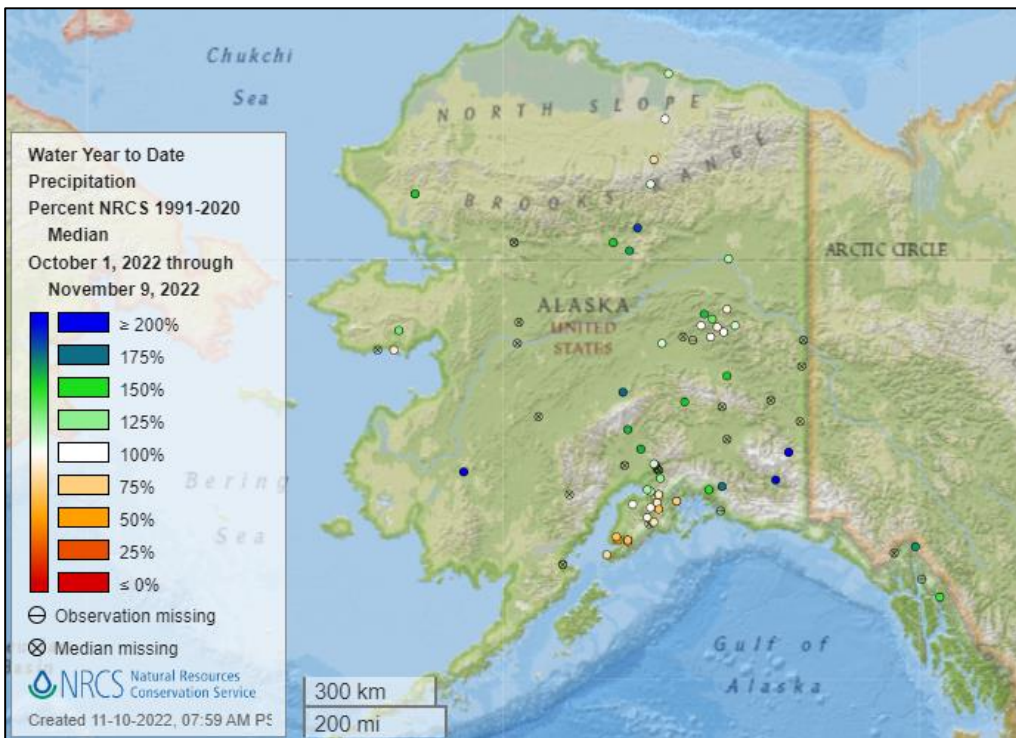 Chukchi
Sea
NORTH SLOPE
BROOKS RANGE
ARCTIC CIRCLE
ALASKA
UNITED
STATES
Bering
Sea
Gulf of
Alaska
Water Year to Date
Precipitation
Percent NRCS 1991-2020
Median
October 1, 2022 through
November 9, 2022
≥ 200%
175%
150%
125%
100%
75%
50%
25%
≤ 0%
Observation missing
Median missing
NRCS Natural Resources
Conservation Service
Created 11-10-2022, 07:59 AM PS
300 km
200 mi